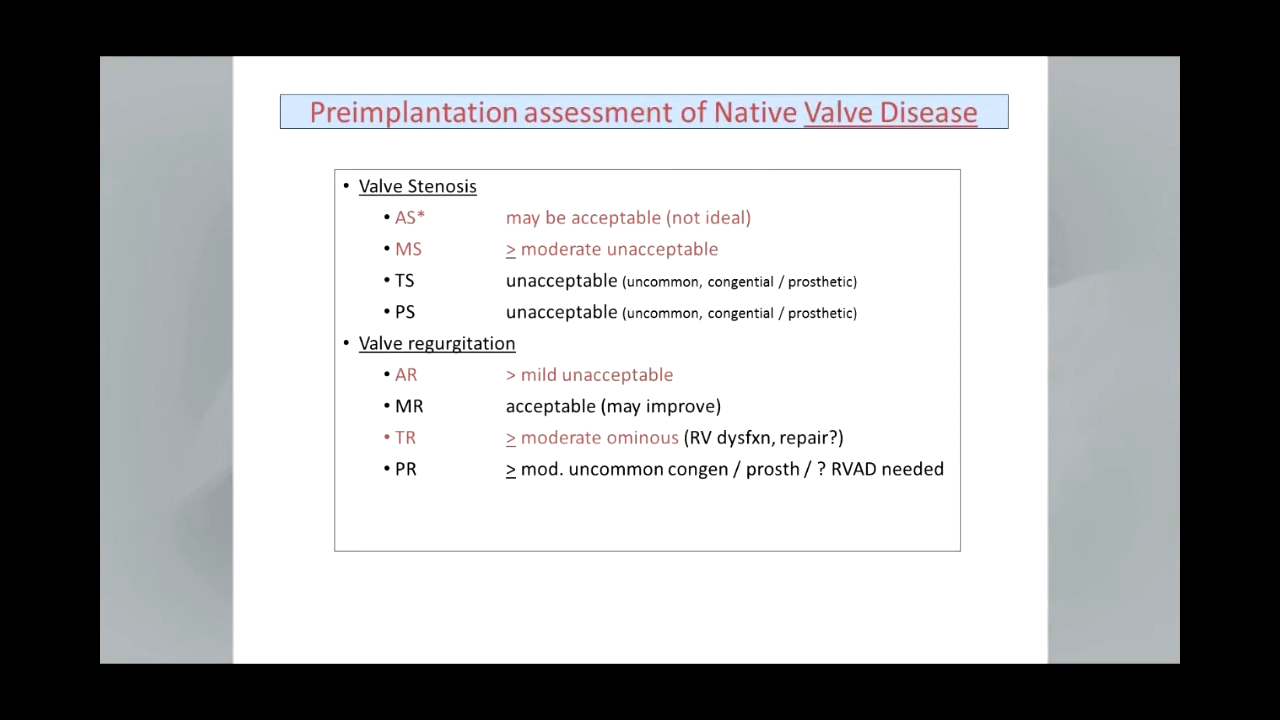 Preimplantation assessment of Native Valve Disease
• Valve Stenosis
• AS* may be acceptable (not ideal)
• MS > moderate unacceptable
• TS unacceptable (uncommon, congential / prosthetic)
• PS unacceptable (uncommon, congential / prosthetic)
• Valve regurgitation
• AR > mild unacceptable
• MR acceptable (may improve)
• TR > moderate ominous (RV dysfxn, repair?)
• PR > mod. uncommon congen / prosth / ? RVAD needed